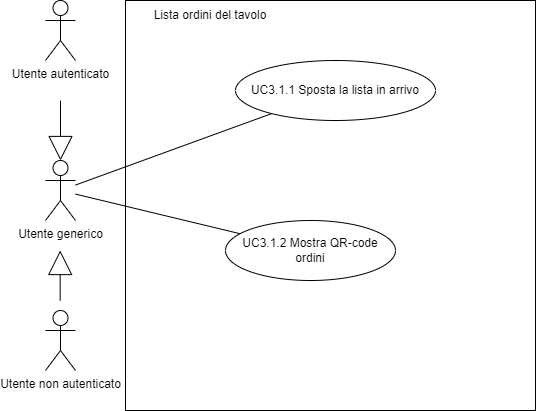 Lista ordini del tavolo
Utente autenticato
UC3.1.1 Sposta la lista in arrivo
Utente generico
UC3.1.2 Mostra QR-code
ordini
Utente non autenticato